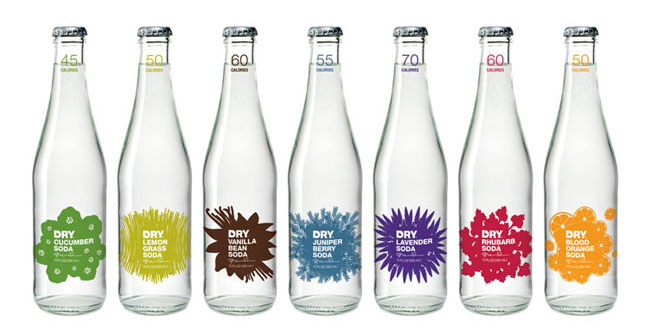 45
CALORIES
DRY
CUCUMBER
SODA
50
CALORIES
DRY
LEMON
GRASS
SODA
60
CALORIES
DRY
VANILLA
BEAN
SODA
55
CALORIES
DRY
JUNIPER
BERRY
SODA
70
CALORIES
DRY
LAVENDER
SODA
60
CALORIES
DRY
RHUBARB
SODA
50
CALORIES
DRY
BLOOD
ORANGE
SODA